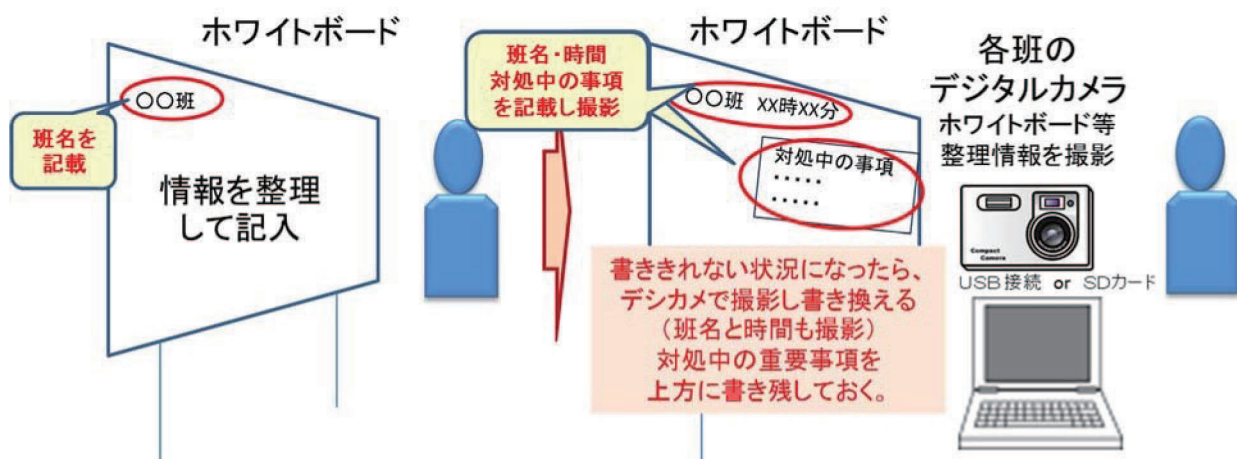 ホワイトボード
〇〇班
班名を
記載
情報を整理
して記入
ホワイトボード
班名・時間
対処中の事項
を記載し撮影
〇〇班 XX時XX分
対処中の事項
・・・・・
・・・・・
書ききれない状況になったら、
デシカメで撮影し書き換える
(班名と時間も撮影)
対処中の重要事項を
上方に書き残しておく。
各班の
デジタルカメラ
ホワイトボード等
整理情報を撮影
Compact
Camera
USB接続 or SDカード